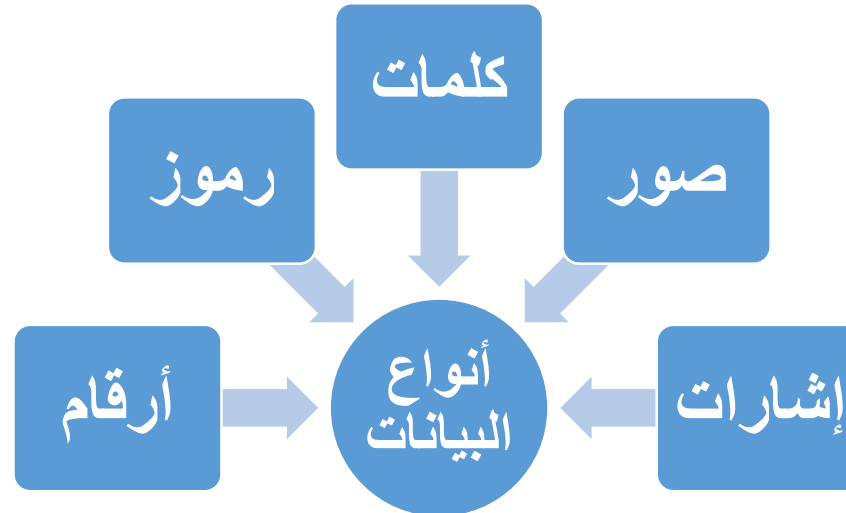 كلمات
صور
رموز
إشارات
أنواع
البيانات
أرقام